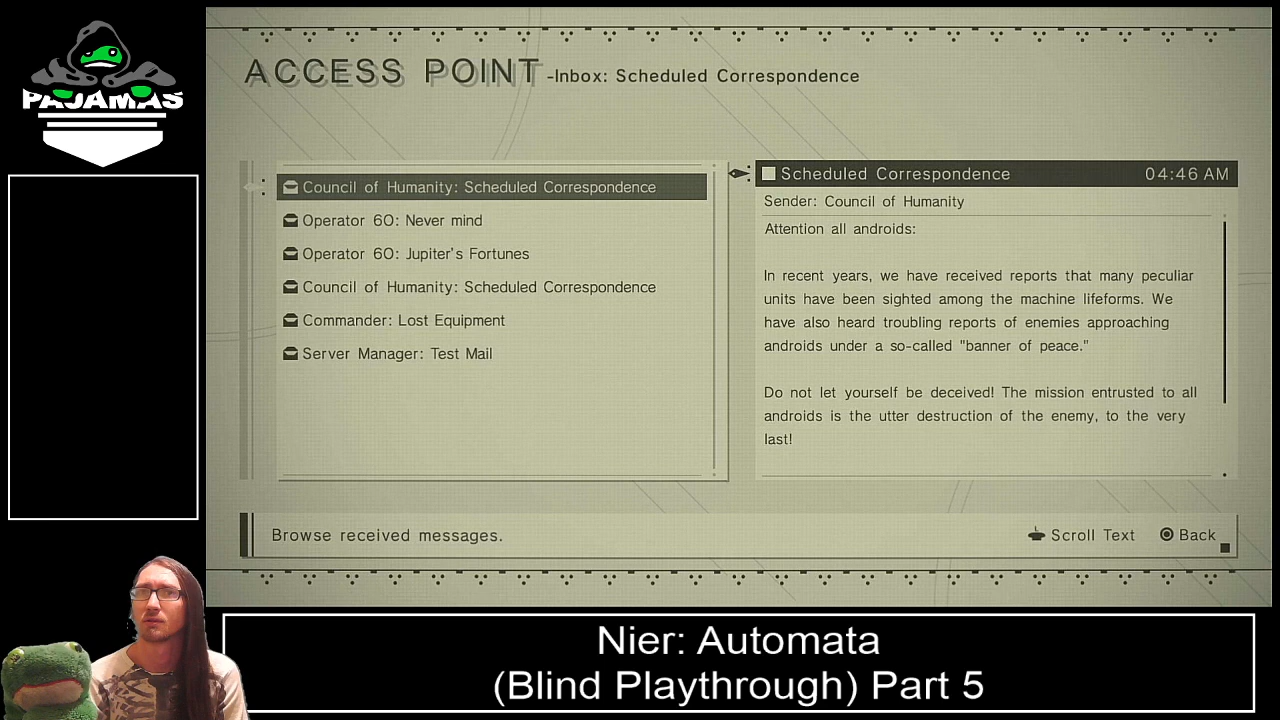 PAJAMAS
ACCESS POINT -Inbox: Scheduled Correspondence
Council of Humanity: Scheduled Correspondence
Operator 6O: Never mind
Operator 6O: Jupiter's Fortunes
Council of Humanity: Scheduled Correspondence
Commander: Lost Equipment
Server Manager: Test Mail
Scheduled Correspondence 04:46 AM
Sender: Council of Humanity
Attention all androids:
In recent years, we have received reports that many peculiar
units have been sighted among the machine lifeforms. We
have also heard troubling reports of enemies approaching
androids under a so-called "banner of peace."
Do not let yourself be deceived! The mission entrusted to all
androids is the utter destruction of the enemy, to the very
last!
Browse received messages.
Scroll Text Back
Nier: Automata
(Blind Playthrough) Part 5